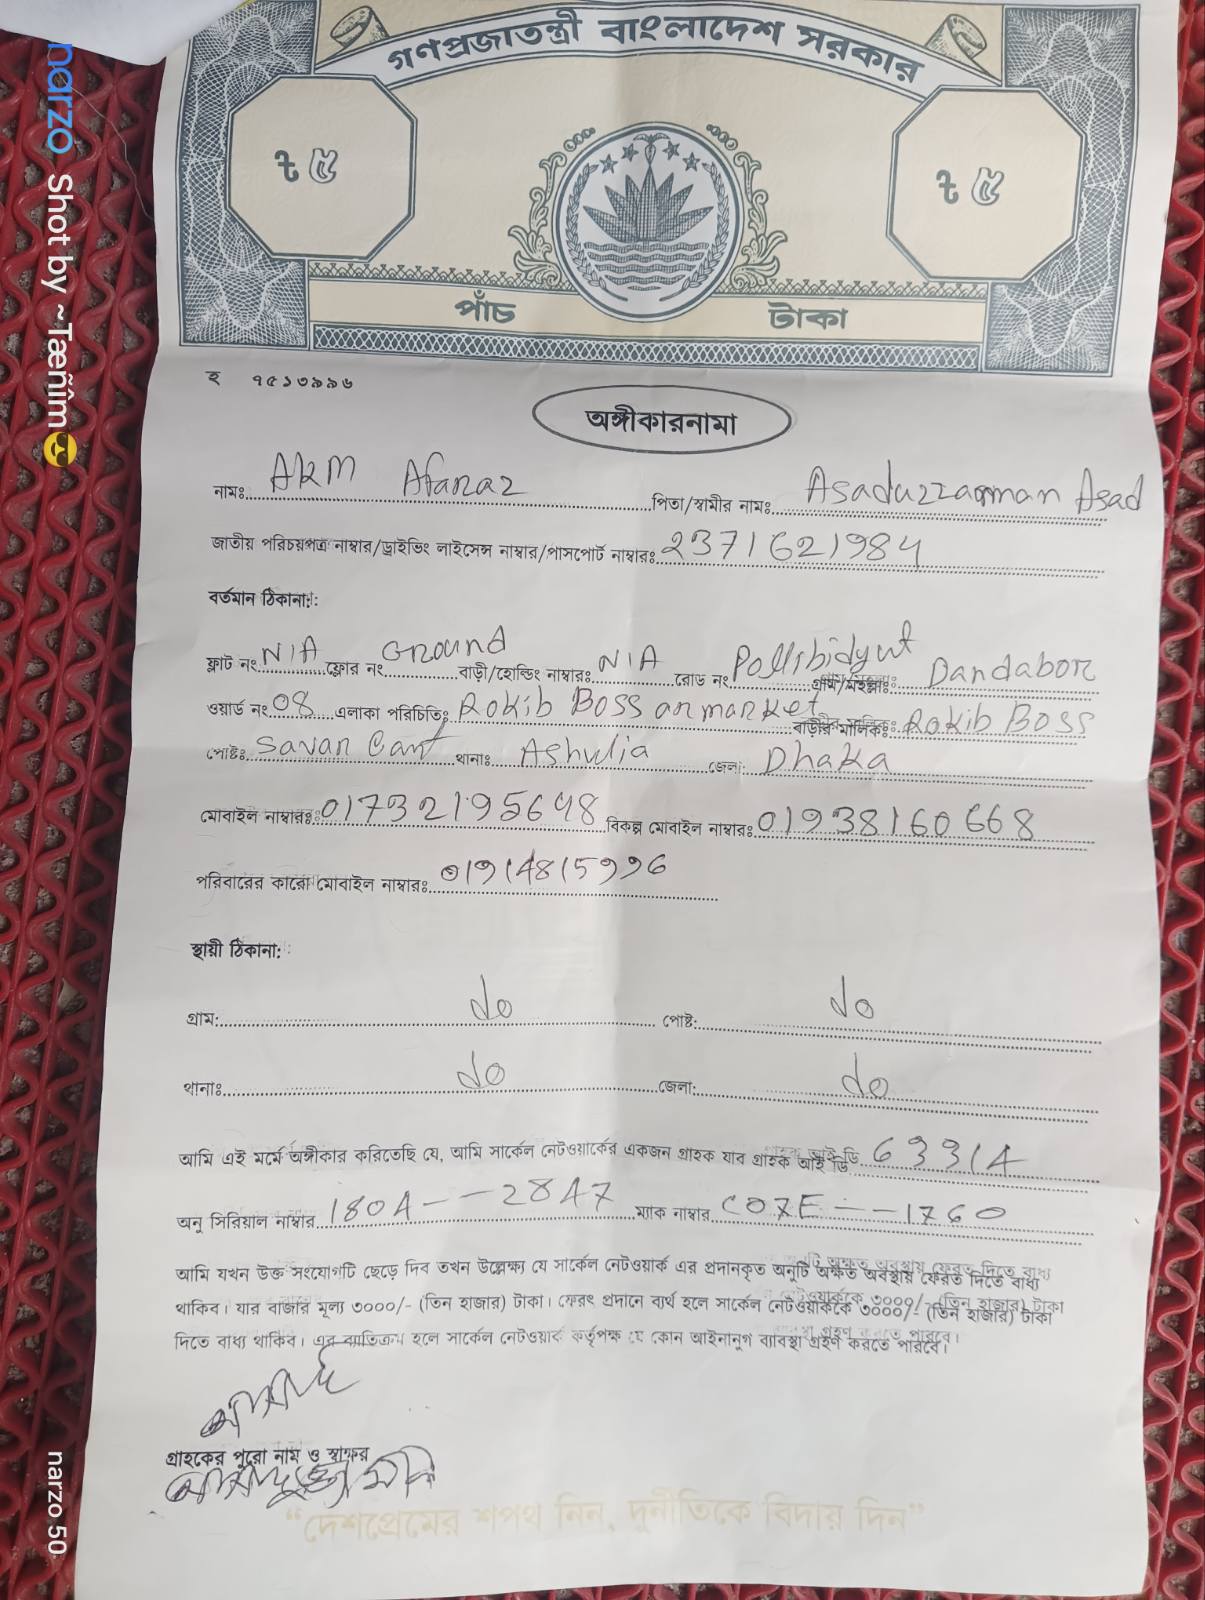 গণপ্রজাতন্ত্রী বাংলাদেশ সরকার
৳ ৫ ৳ ৫
পাঁচ টাকা
হ ৭৫১৩৯৯৬
অঙ্গীকারনামা
নামঃ AKM Afanaz পিতা/স্বামীর নামঃ Asaduzzaman Asad
জাতীয় পরিচয়পত্র নাম্বার/ড্রাইভিং লাইসেন্স নাম্বার/পাসপোর্ট নাম্বারঃ 2371621984
বর্তমান ঠিকানা:
ফ্লাট নং N/A ফ্লোর নং Ground বাড়ী/হোল্ডিং নাম্বারঃ N/A রোড নং Pollibidyut গ্রাম/মহল্লাঃ Dandabor
ওয়ার্ড নং 08 এলাকা পরিচিতিঃ Rokib Boss ar market বাড়ীর মালিকঃ Rokib Boss
পোষ্টঃ Savar Cant থানাঃ Ashulia জেলা: Dhaka
মোবাইল নাম্বারঃ 01732195648 বিকল্প মোবাইল নাম্বারঃ 01938160668
পরিবারের কারো মোবাইল নাম্বারঃ 01914815996
স্থায়ী ঠিকানা:
গ্রাম: do পোষ্ট: do
থানাঃ do জেলা: do
আমি এই মর্মে অঙ্গীকার করিতেছি যে, আমি সার্কেল নেটওয়ার্কের একজন গ্রাহক যার গ্রাহক আই ডি 63314
অনু সিরিয়াল নাম্বার 180A--2847 ম্যাক নাম্বার C07E--1760
আমি যখন উক্ত সংযোগটি ছেড়ে দিব তখন উল্লেক্ষ্য যে সার্কেল নেটওয়ার্ক এর প্রদানকৃত অনুটি অক্ষত অবস্থায় ফেরত দিতে বাধ্য
থাকিব। যার বাজার মূল্য ৩০০০/- (তিন হাজার) টাকা। ফেরৎ প্রদানে ব্যর্থ হলে সার্কেল নেটওয়ার্ককে ৩০০০/- (তিন হাজার) টাকা
দিতে বাধ্য থাকিব। এর ব্যতিক্রম হলে সার্কেল নেটওয়ার্ক কর্তৃপক্ষ যে কোন আইনানুগ ব্যাবস্থা গ্রহণ করতে পারবে।
গ্রাহকের পুরো নাম ও স্বাক্ষর
“দেশপ্রেমের শপথ নিন, দুর্নীতিকে বিদায় দিন”
narzo Shot by ~Tæñîm😎
narzo 50